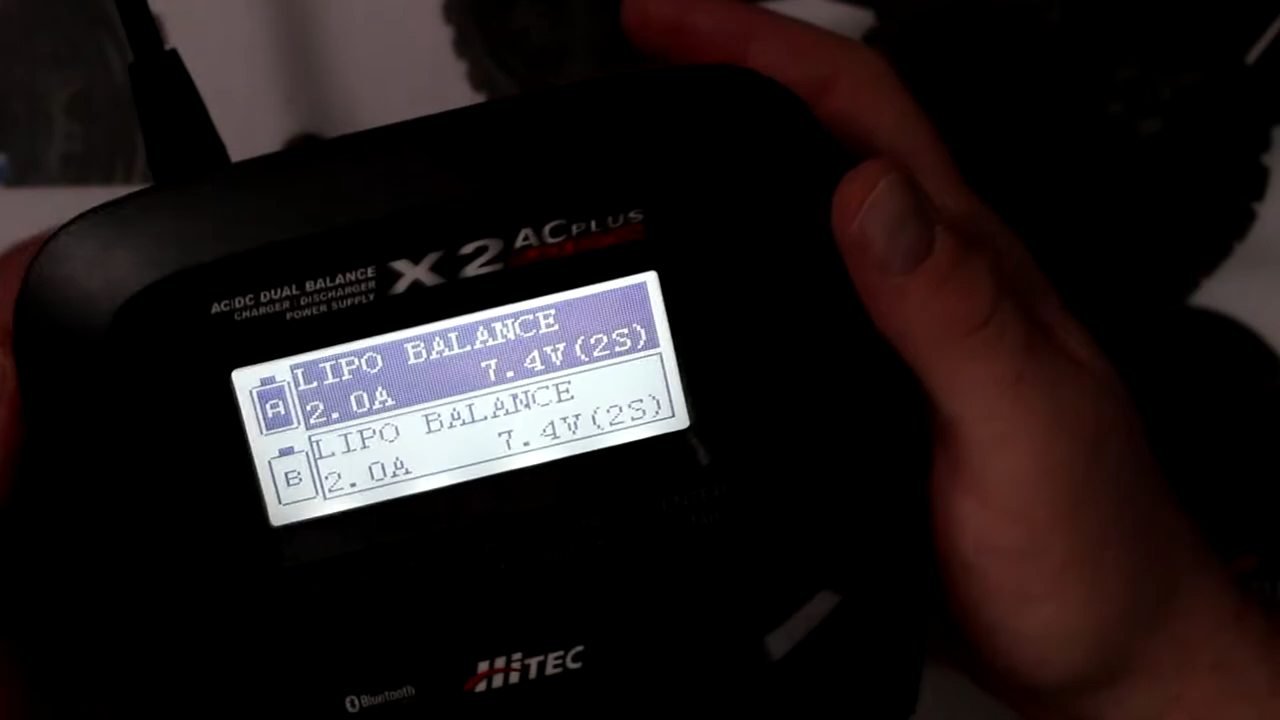 AC/DC DUAL BALANCE
CHARGER | DISCHARGER
POWER SUPPLY
X2 AC PLUS
LIPO BALANCE
A
2.0A 7.4V(2S)
LIPO BALANCE
B
2.0A 7.4V(2S)
HiTEC
Bluetooth